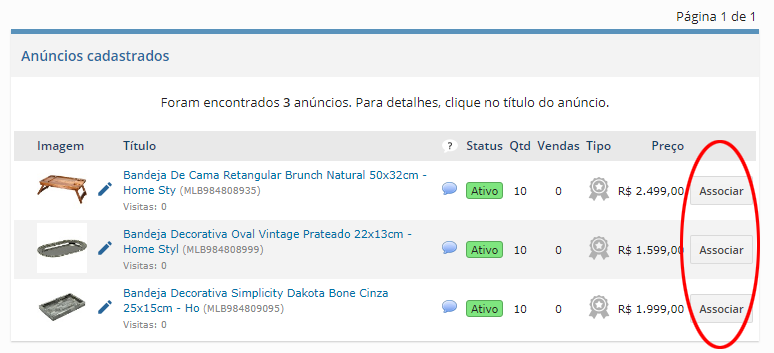 Página 1 de 1
Anúncios cadastrados
Foram encontrados 3 anúncios. Para detalhes, clique no título do anúncio.
Imagem Título ? Status Qtd Vendas Tipo Preço
Bandeja De Cama Retangular Brunch Natural 50x32cm -
Home Sty (MLB984808935) Ativo 10 0 R$ 2.499,00 Associar
Visitas: 0
Bandeja Decorativa Oval Vintage Prateado 22x13cm -
Home Styl (MLB984808999) Ativo 10 0 R$ 1.599,00 Associar
Visitas: 0
Bandeja Decorativa Simplicity Dakota Bone Cinza
25x15cm - Ho (MLB984809095) Ativo 10 0 R$ 1.999,00 Associar
Visitas: 0